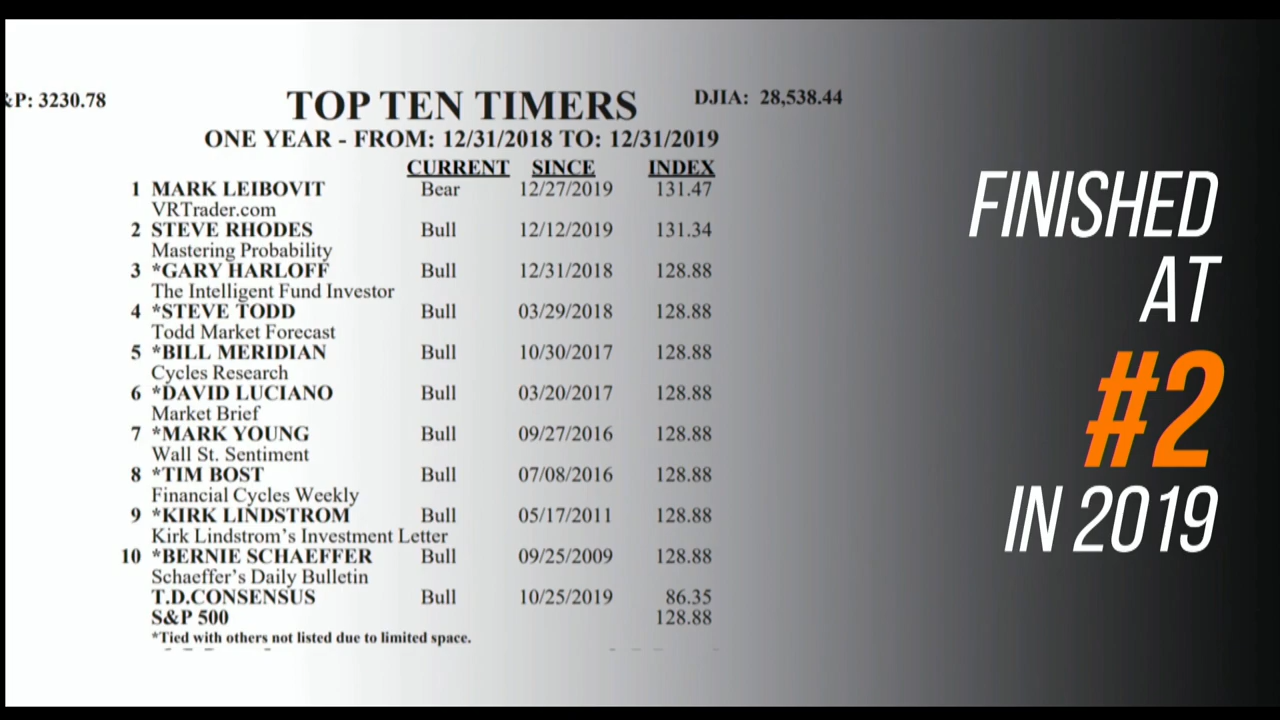 &P: 3230.78
TOP TEN TIMERS
DJIA: 28,538.44
ONE YEAR - FROM: 12/31/2018 TO: 12/31/2019
CURRENT SINCE INDEX
1 MARK LEIBOVIT Bear 12/27/2019 131.47
VRTrader.com
2 STEVE RHODES Bull 12/12/2019 131.34
Mastering Probability
3 *GARY HARLOFF Bull 12/31/2018 128.88
The Intelligent Fund Investor
4 *STEVE TODD Bull 03/29/2018 128.88
Todd Market Forecast
5 *BILL MERIDIAN Bull 10/30/2017 128.88
Cycles Research
6 *DAVID LUCIANO Bull 03/20/2017 128.88
Market Brief
7 *MARK YOUNG Bull 09/27/2016 128.88
Wall St. Sentiment
8 *TIM BOST Bull 07/08/2016 128.88
Financial Cycles Weekly
9 *KIRK LINDSTROM Bull 05/17/2011 128.88
Kirk Lindstrom's Investment Letter
10 *BERNIE SCHAEFFER Bull 09/25/2009 128.88
Schaeffer's Daily Bulletin
T.D.CONSENSUS Bull 10/25/2019 86.35
S&P 500 128.88
*Tied with others not listed due to limited space.
FINISHED
AT
#2
IN 2019